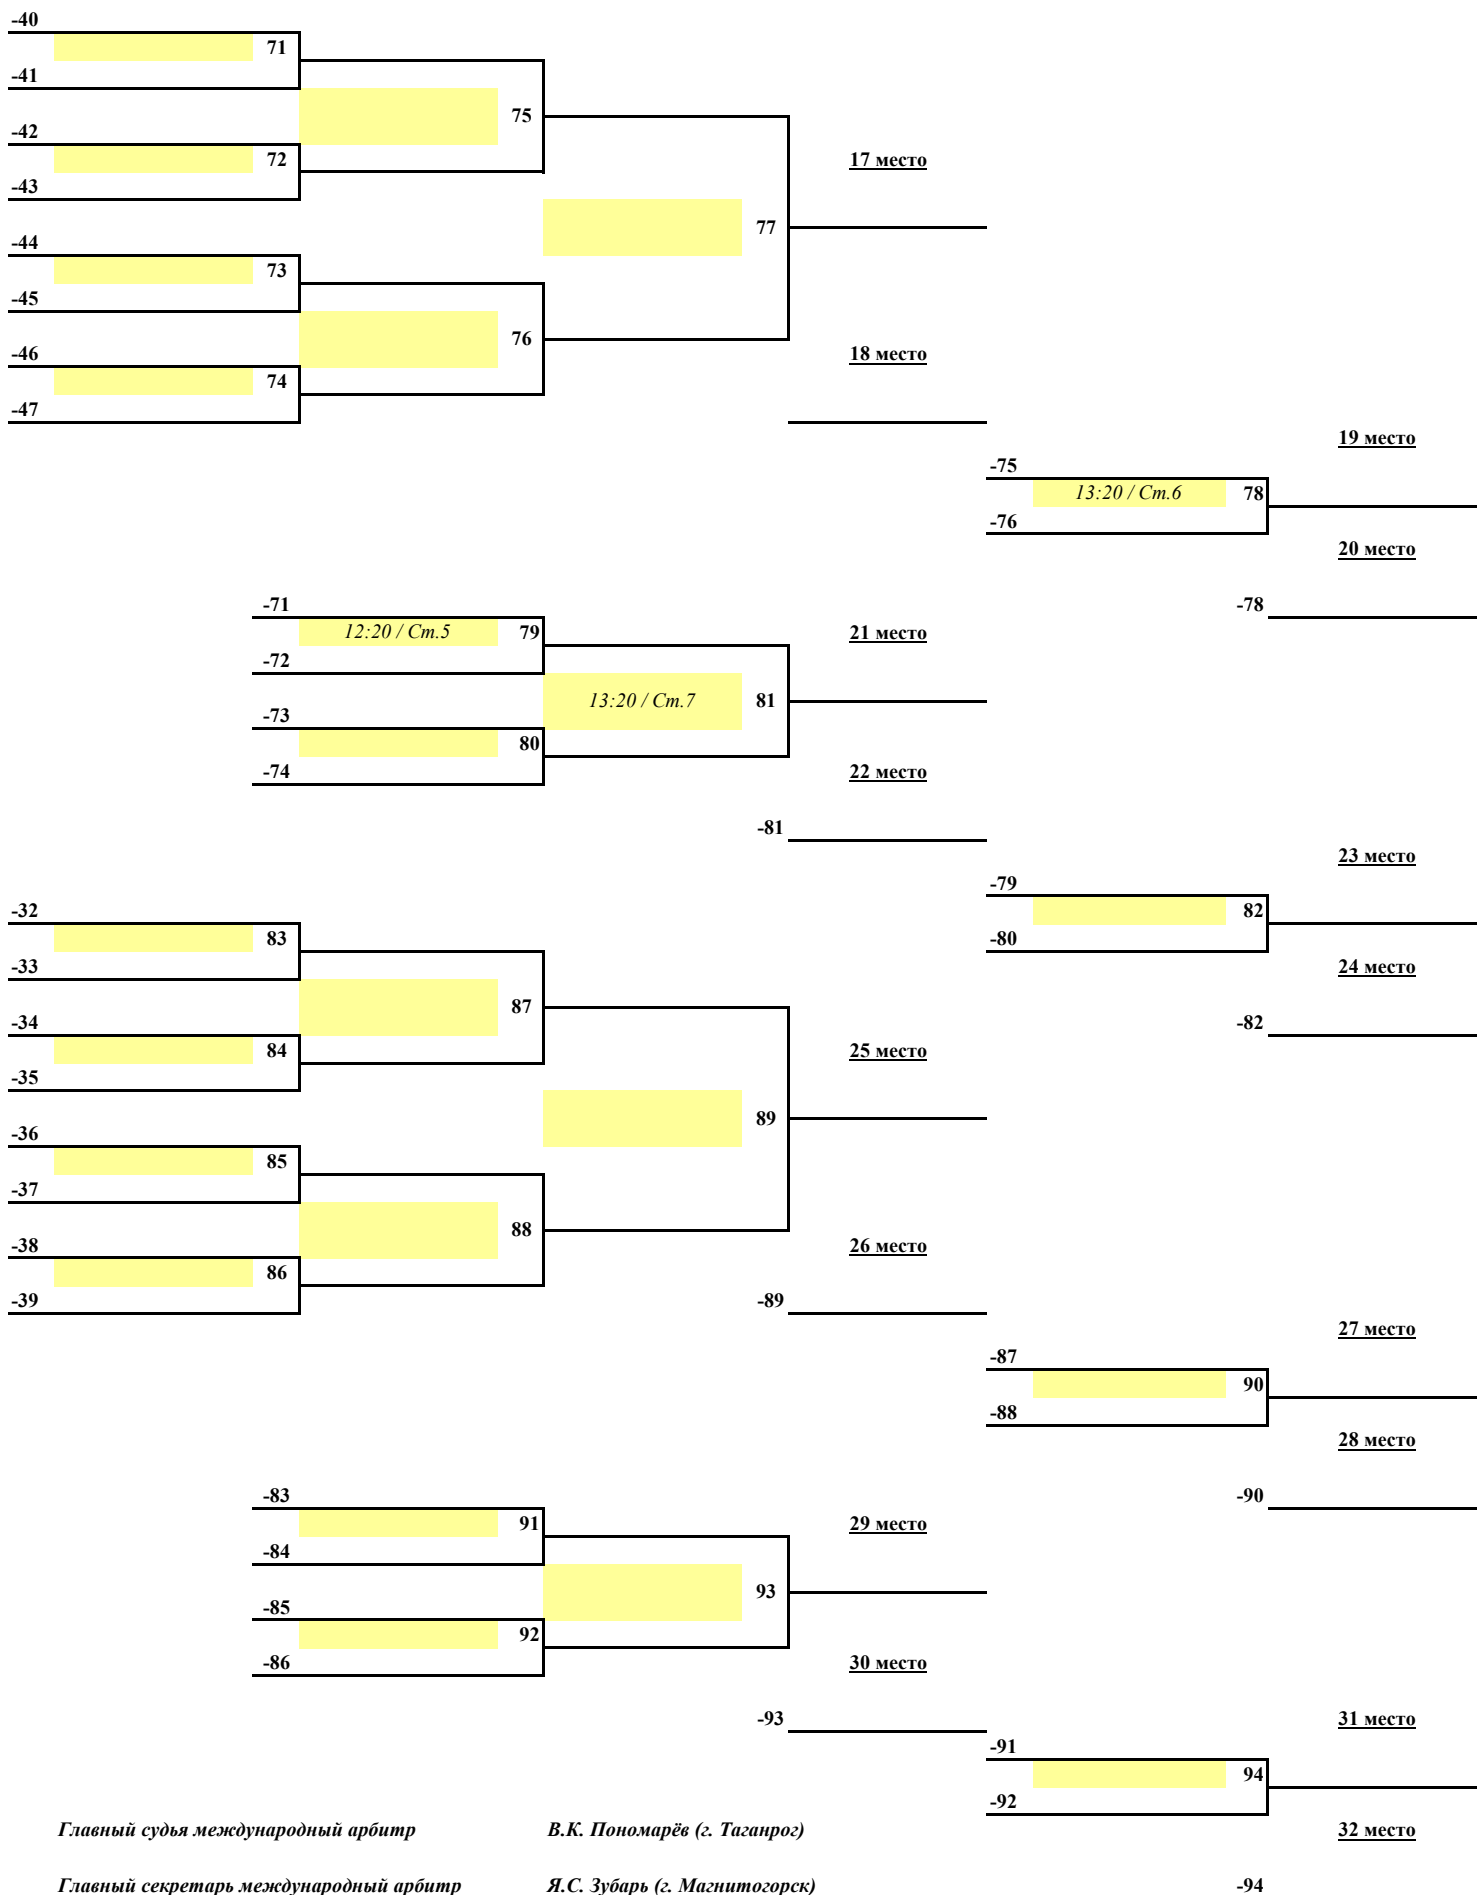 -40
71
-41
75
-42
72
17 место
-43
77
-44
73
-45
76
-46
18 место
74
-47
19 место
-75
13:20 / Ст.6
78
-76
20 место
-71
-78
12:20 / Ст.5
79
21 место
-72
13:20 / Ст.7
81
-73
80
-74
22 место
-81
23 место
-79
-32
82
83
-80
-33
24 место
87
-34
-82
84
25 место
-35
89
-36
85
-37
88
-38
26 место
86
-39
-89
27 место
-87
90
-88
28 место
-83
-90
91
29 место
-84
93
-85
92
-86
30 место
-93
31 место
-91
94
-92
Главный судья международный арбитр
В.К. Пономарёв (г. Таганрог)
32 место
Главный секретарь международный арбитр
Я.С. Зубарь (г. Магнитогорск)
-94